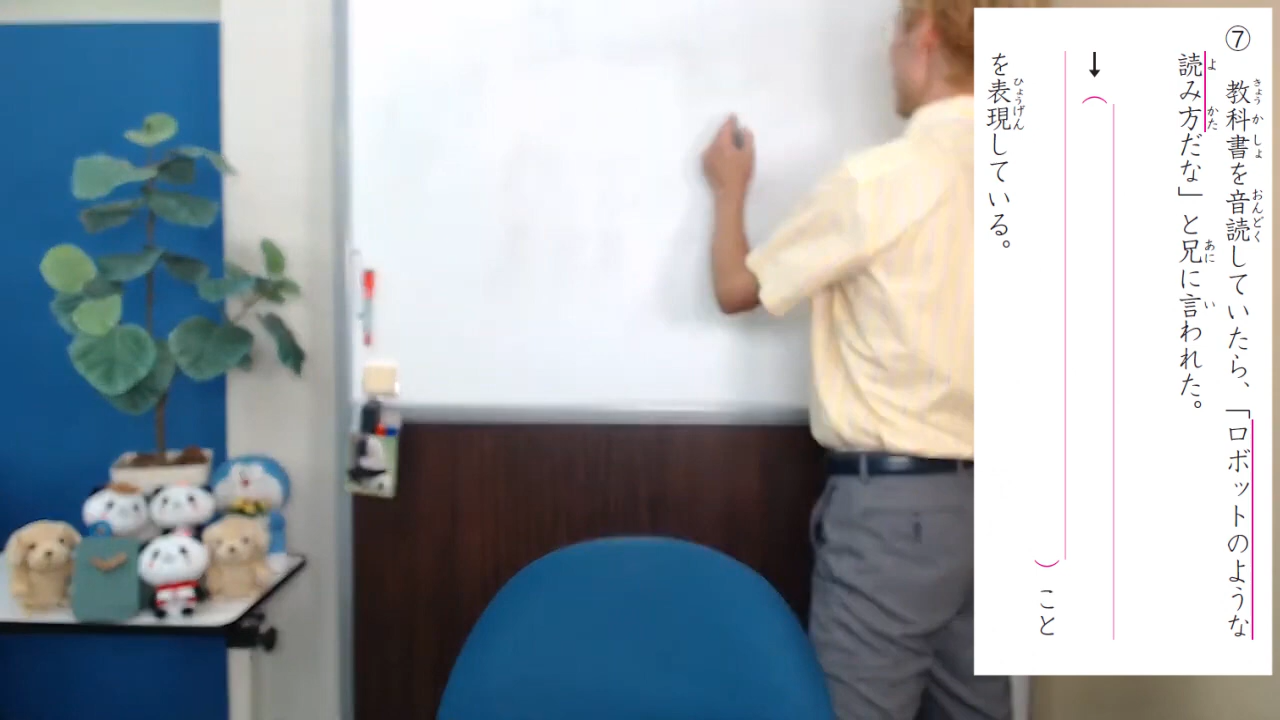 ⑦ 教科書を音読していたら、「ロボットのような
読み方だな」と兄に言われた。
↓(
)こと
を表現している。